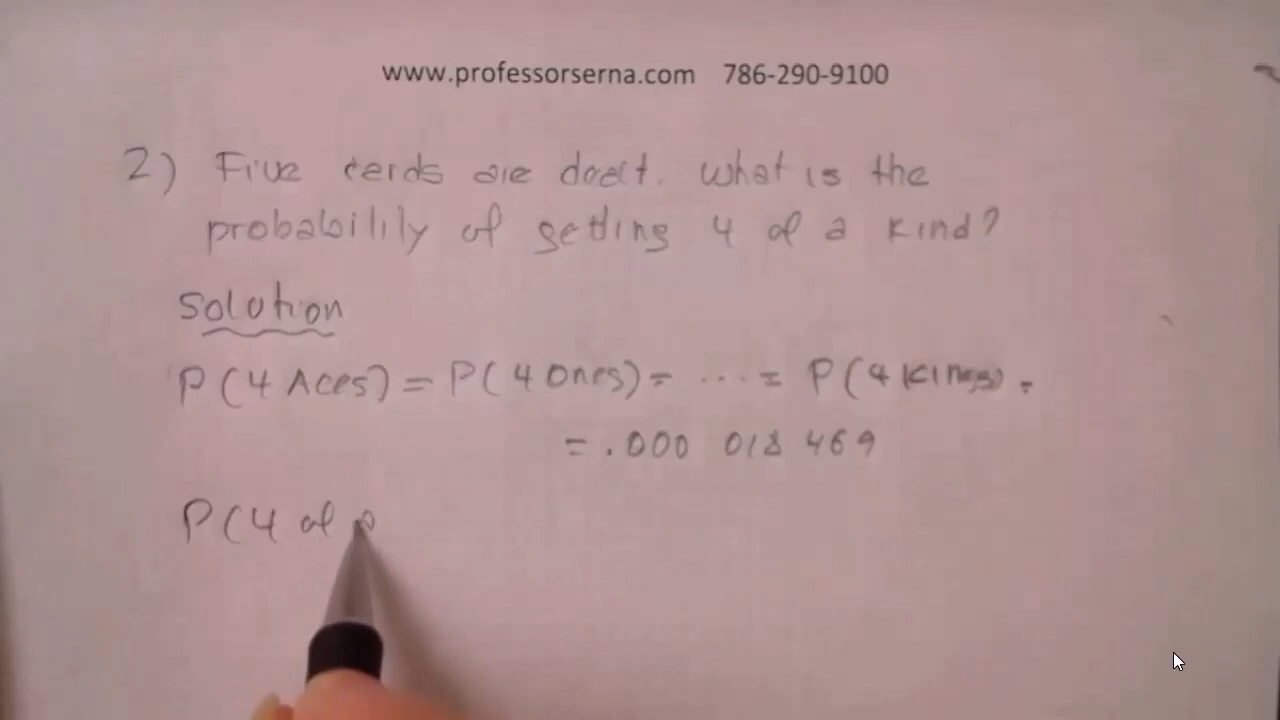 www.professorserna.com 786-290-9100
2) Five cards are dealt. What is the
probability of getting 4 of a kind?
Solution
P(4 Aces) = P(4 Ones) = ... = P(4 Kings) =
= .000 018 469
P(4 of a